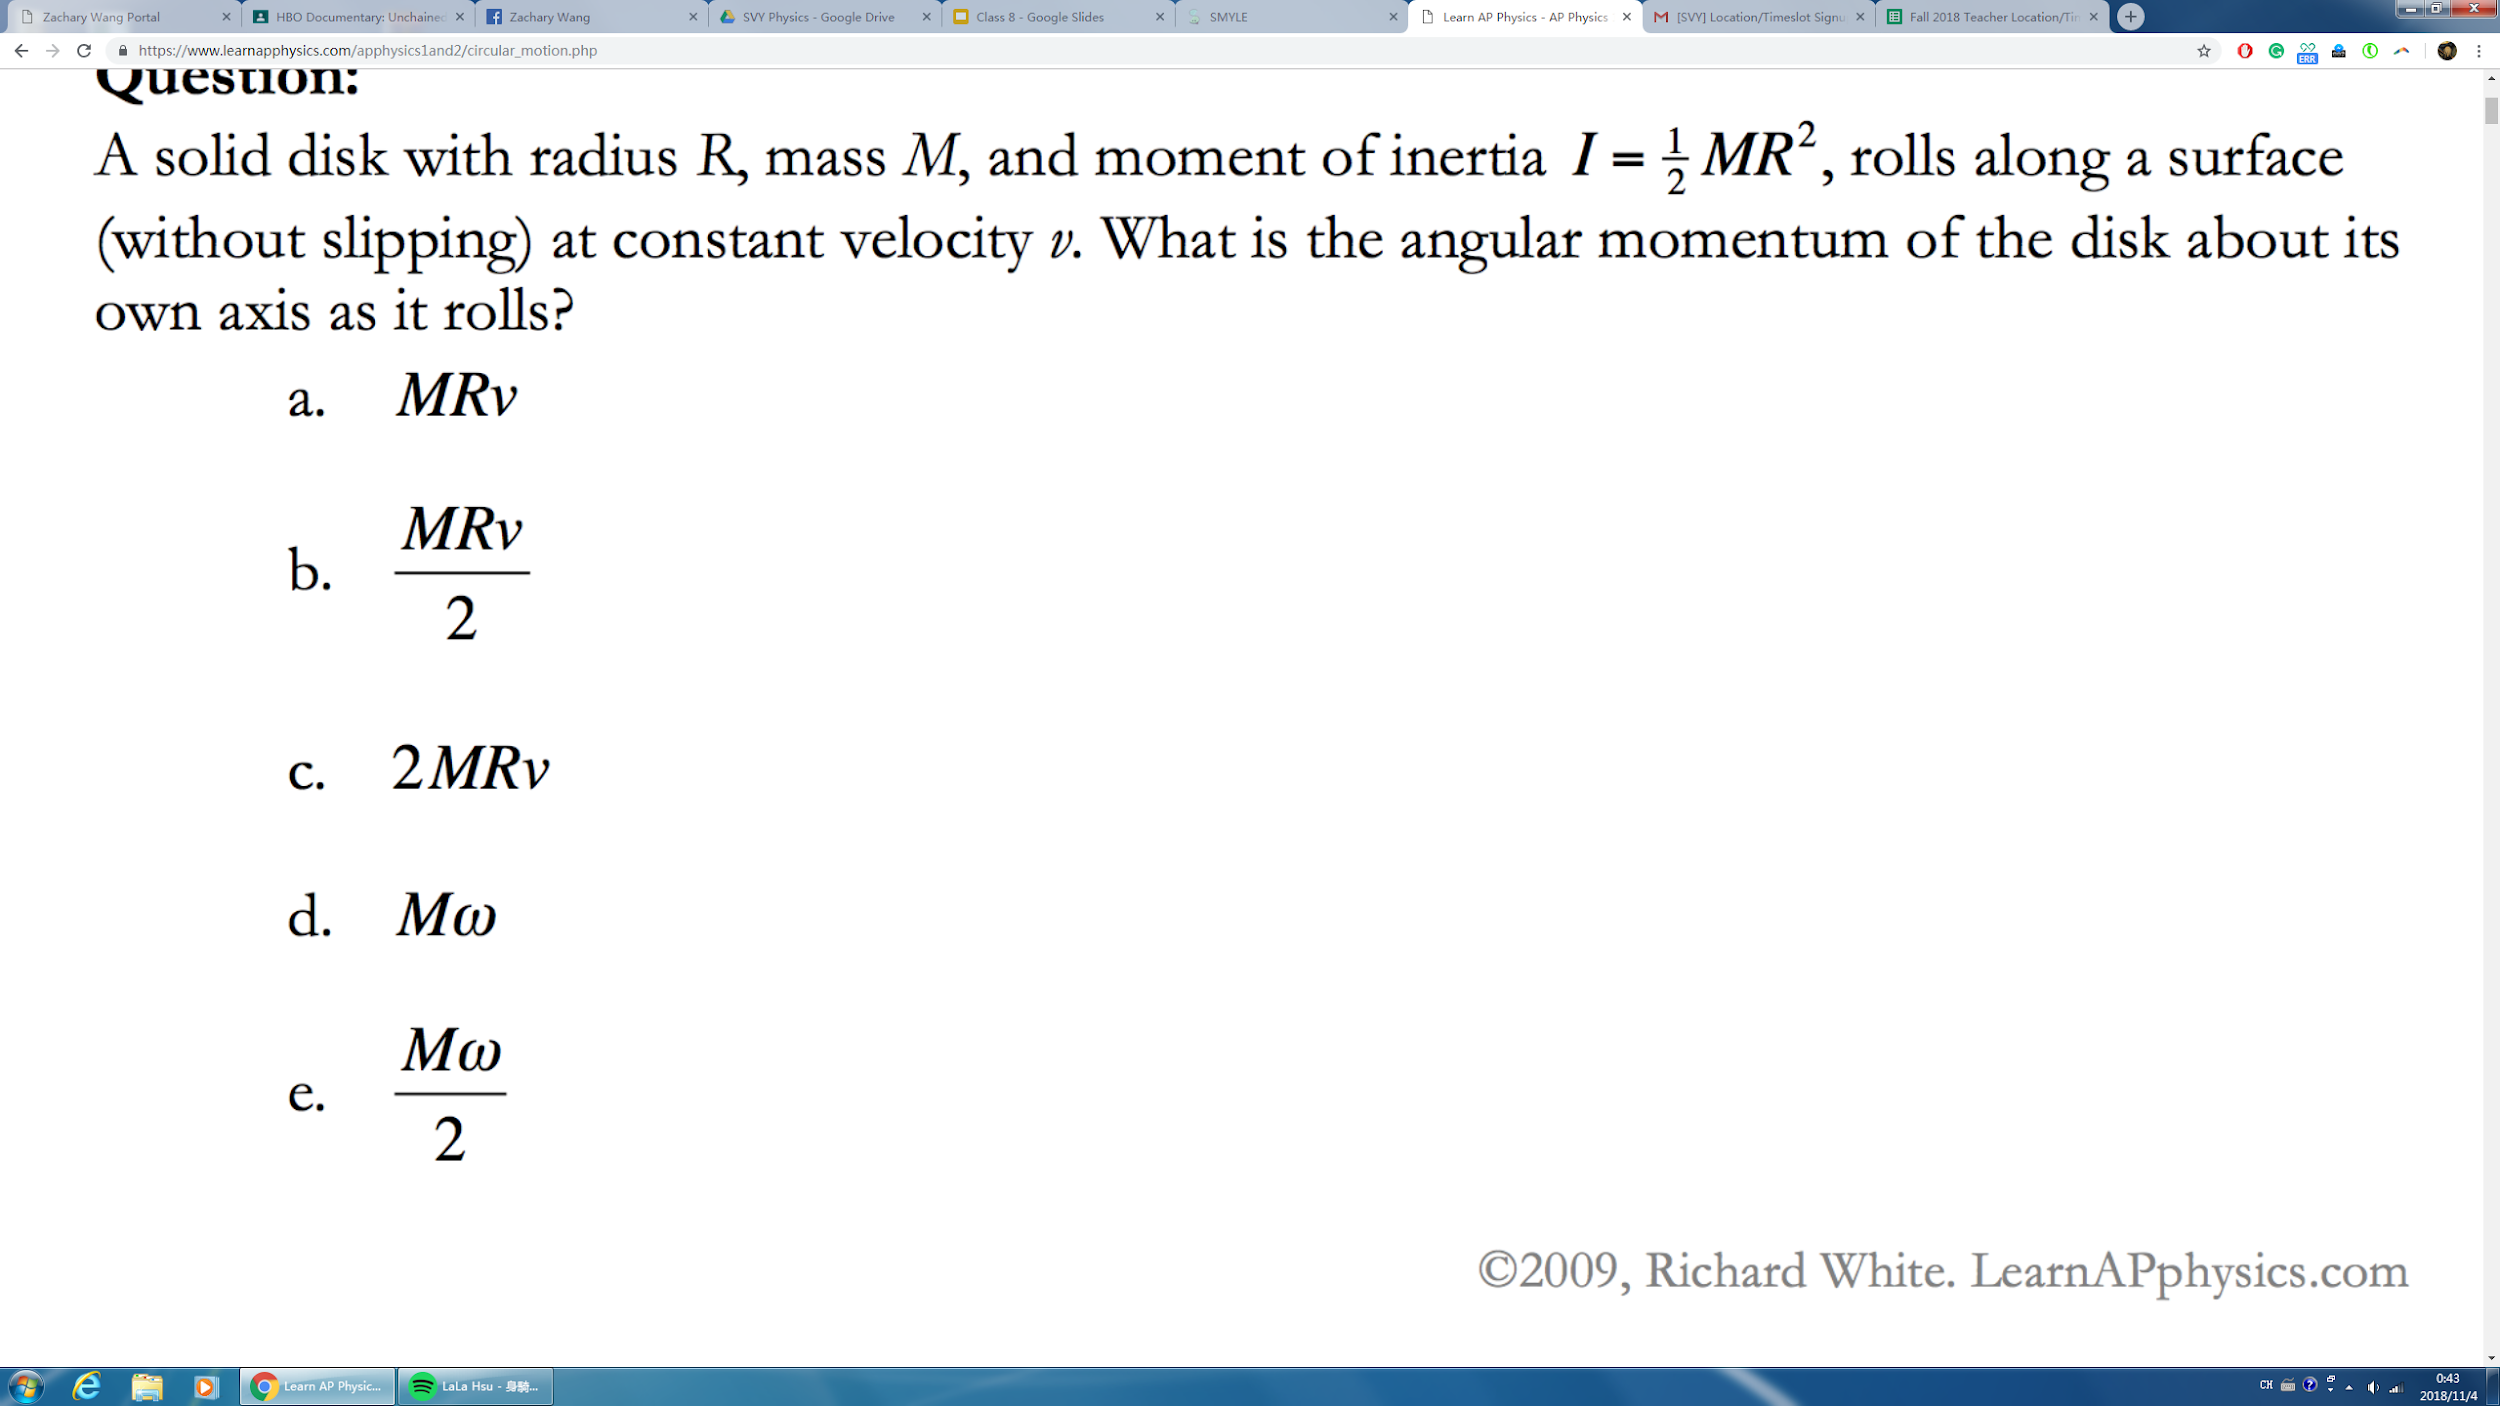 Zachary Wang Portal
HBO Documentary: Unchained
Zachary Wang
SVY Physics - Google Drive
Class 8 - Google Slides
SMYLE
Learn AP Physics - AP Physics
[SVY] Location/Timeslot Signu
Fall 2018 Teacher Location/Tin
https://www.learnapphysics.com/apphysics1and2/circular_motion.php
ERR
Question:
A solid disk with radius R, mass M, and moment of inertia I = ½ MR², rolls along a surface
(without slipping) at constant velocity v. What is the angular momentum of the disk about its
own axis as it rolls?
a. MRv
b. MRv
2
c. 2MRv
d. Mω
e. Mω
2
©2009, Richard White. LearnAPphysics.com
Learn AP Physic...
LaLa Hsu - 身騎...
CH
0:43
2018/11/4